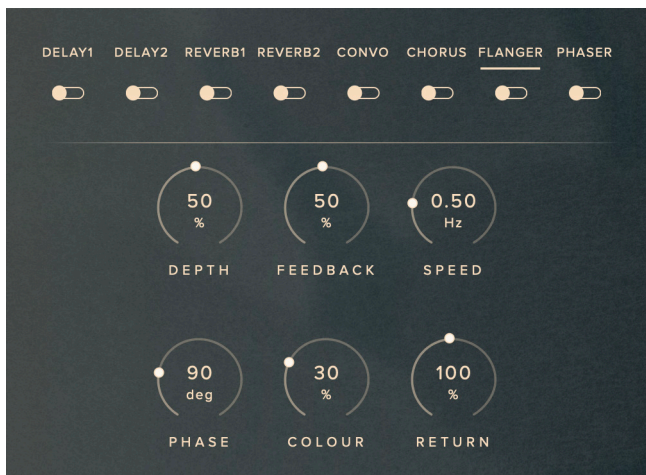 DELAY1 DELAY2 REVERB1 REVERB2 CONVO CHORUS FLANGER PHASER
50 50 0.50
% % Hz
DEPTH FEEDBACK SPEED
90 30 100
deg % %
PHASE COLOUR RETURN